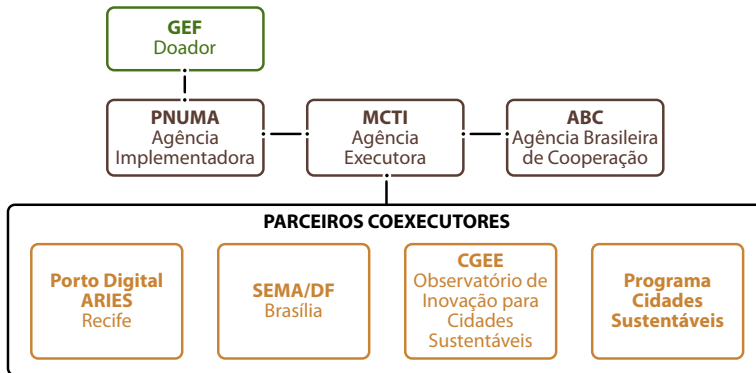 GEF
Doador
PNUMA
Agência
Implementadora
MCTI
Agência
Executora
ABC
Agência Brasileira
de Cooperação
PARCEIROS COEXECUTORES
Porto Digital
ARIES
Recife
SEMA/DF
Brasília
CGEE
Observatório de
Inovação para
Cidades
Sustentáveis
Programa
Cidades
Sustentáveis